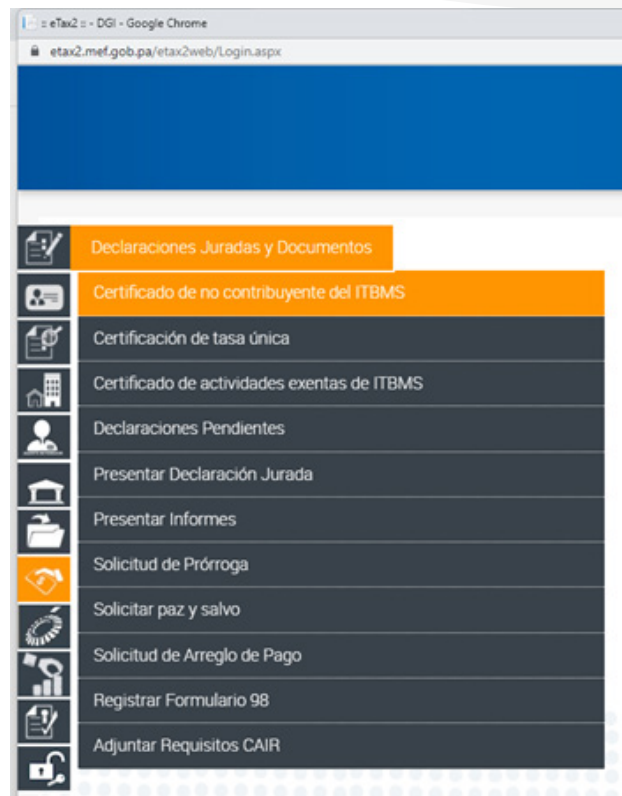 :: eTax2 :: - DGI - Google Chrome
etax2.mef.gob.pa/etax2web/Login.aspx
Declaraciones Juradas y Documentos
Certificado de no contribuyente del ITBMS
Certificación de tasa única
Certificado de actividades exentas de ITBMS
Declaraciones Pendientes
Presentar Declaración Jurada
Presentar Informes
Solicitud de Prórroga
Solicitar paz y salvo
Solicitud de Arreglo de Pago
Registrar Formulario 98
Adjuntar Requisitos CAIR